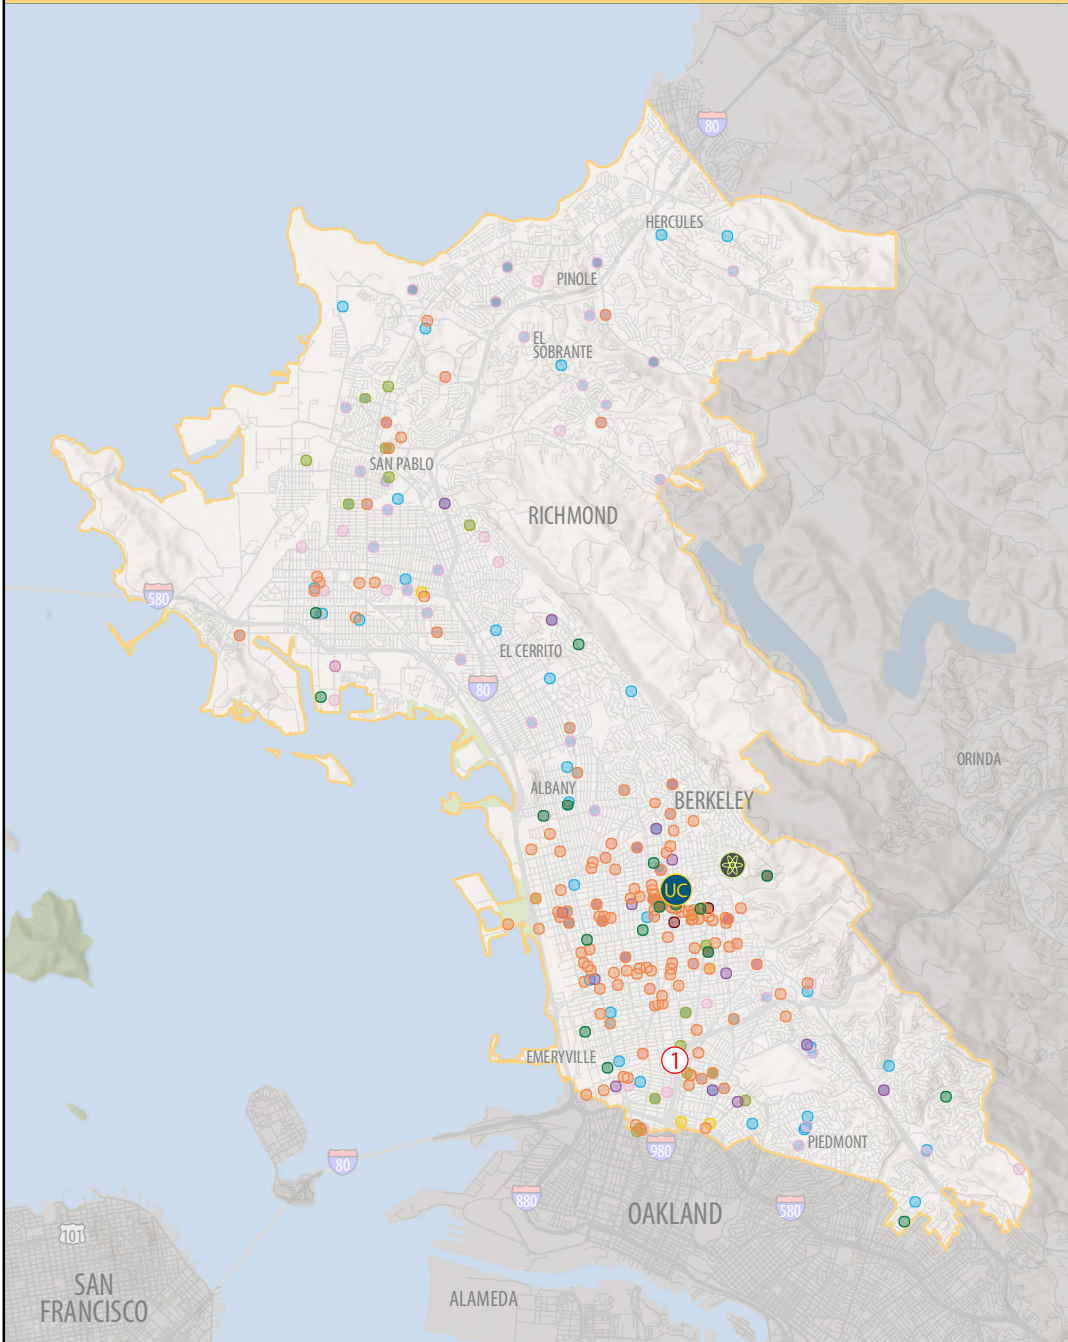 80
HERCULES
PINOLE
EL
SOBRANTE
SAN PABLO
RICHMOND
580
EL CERRITO
80
ORINDA
ALBANY
BERKELEY
UC
EMERYVILLE
1
PIEDMONT
980
80
880
580
OAKLAND
101
SAN
FRANCISCO
ALAMEDA